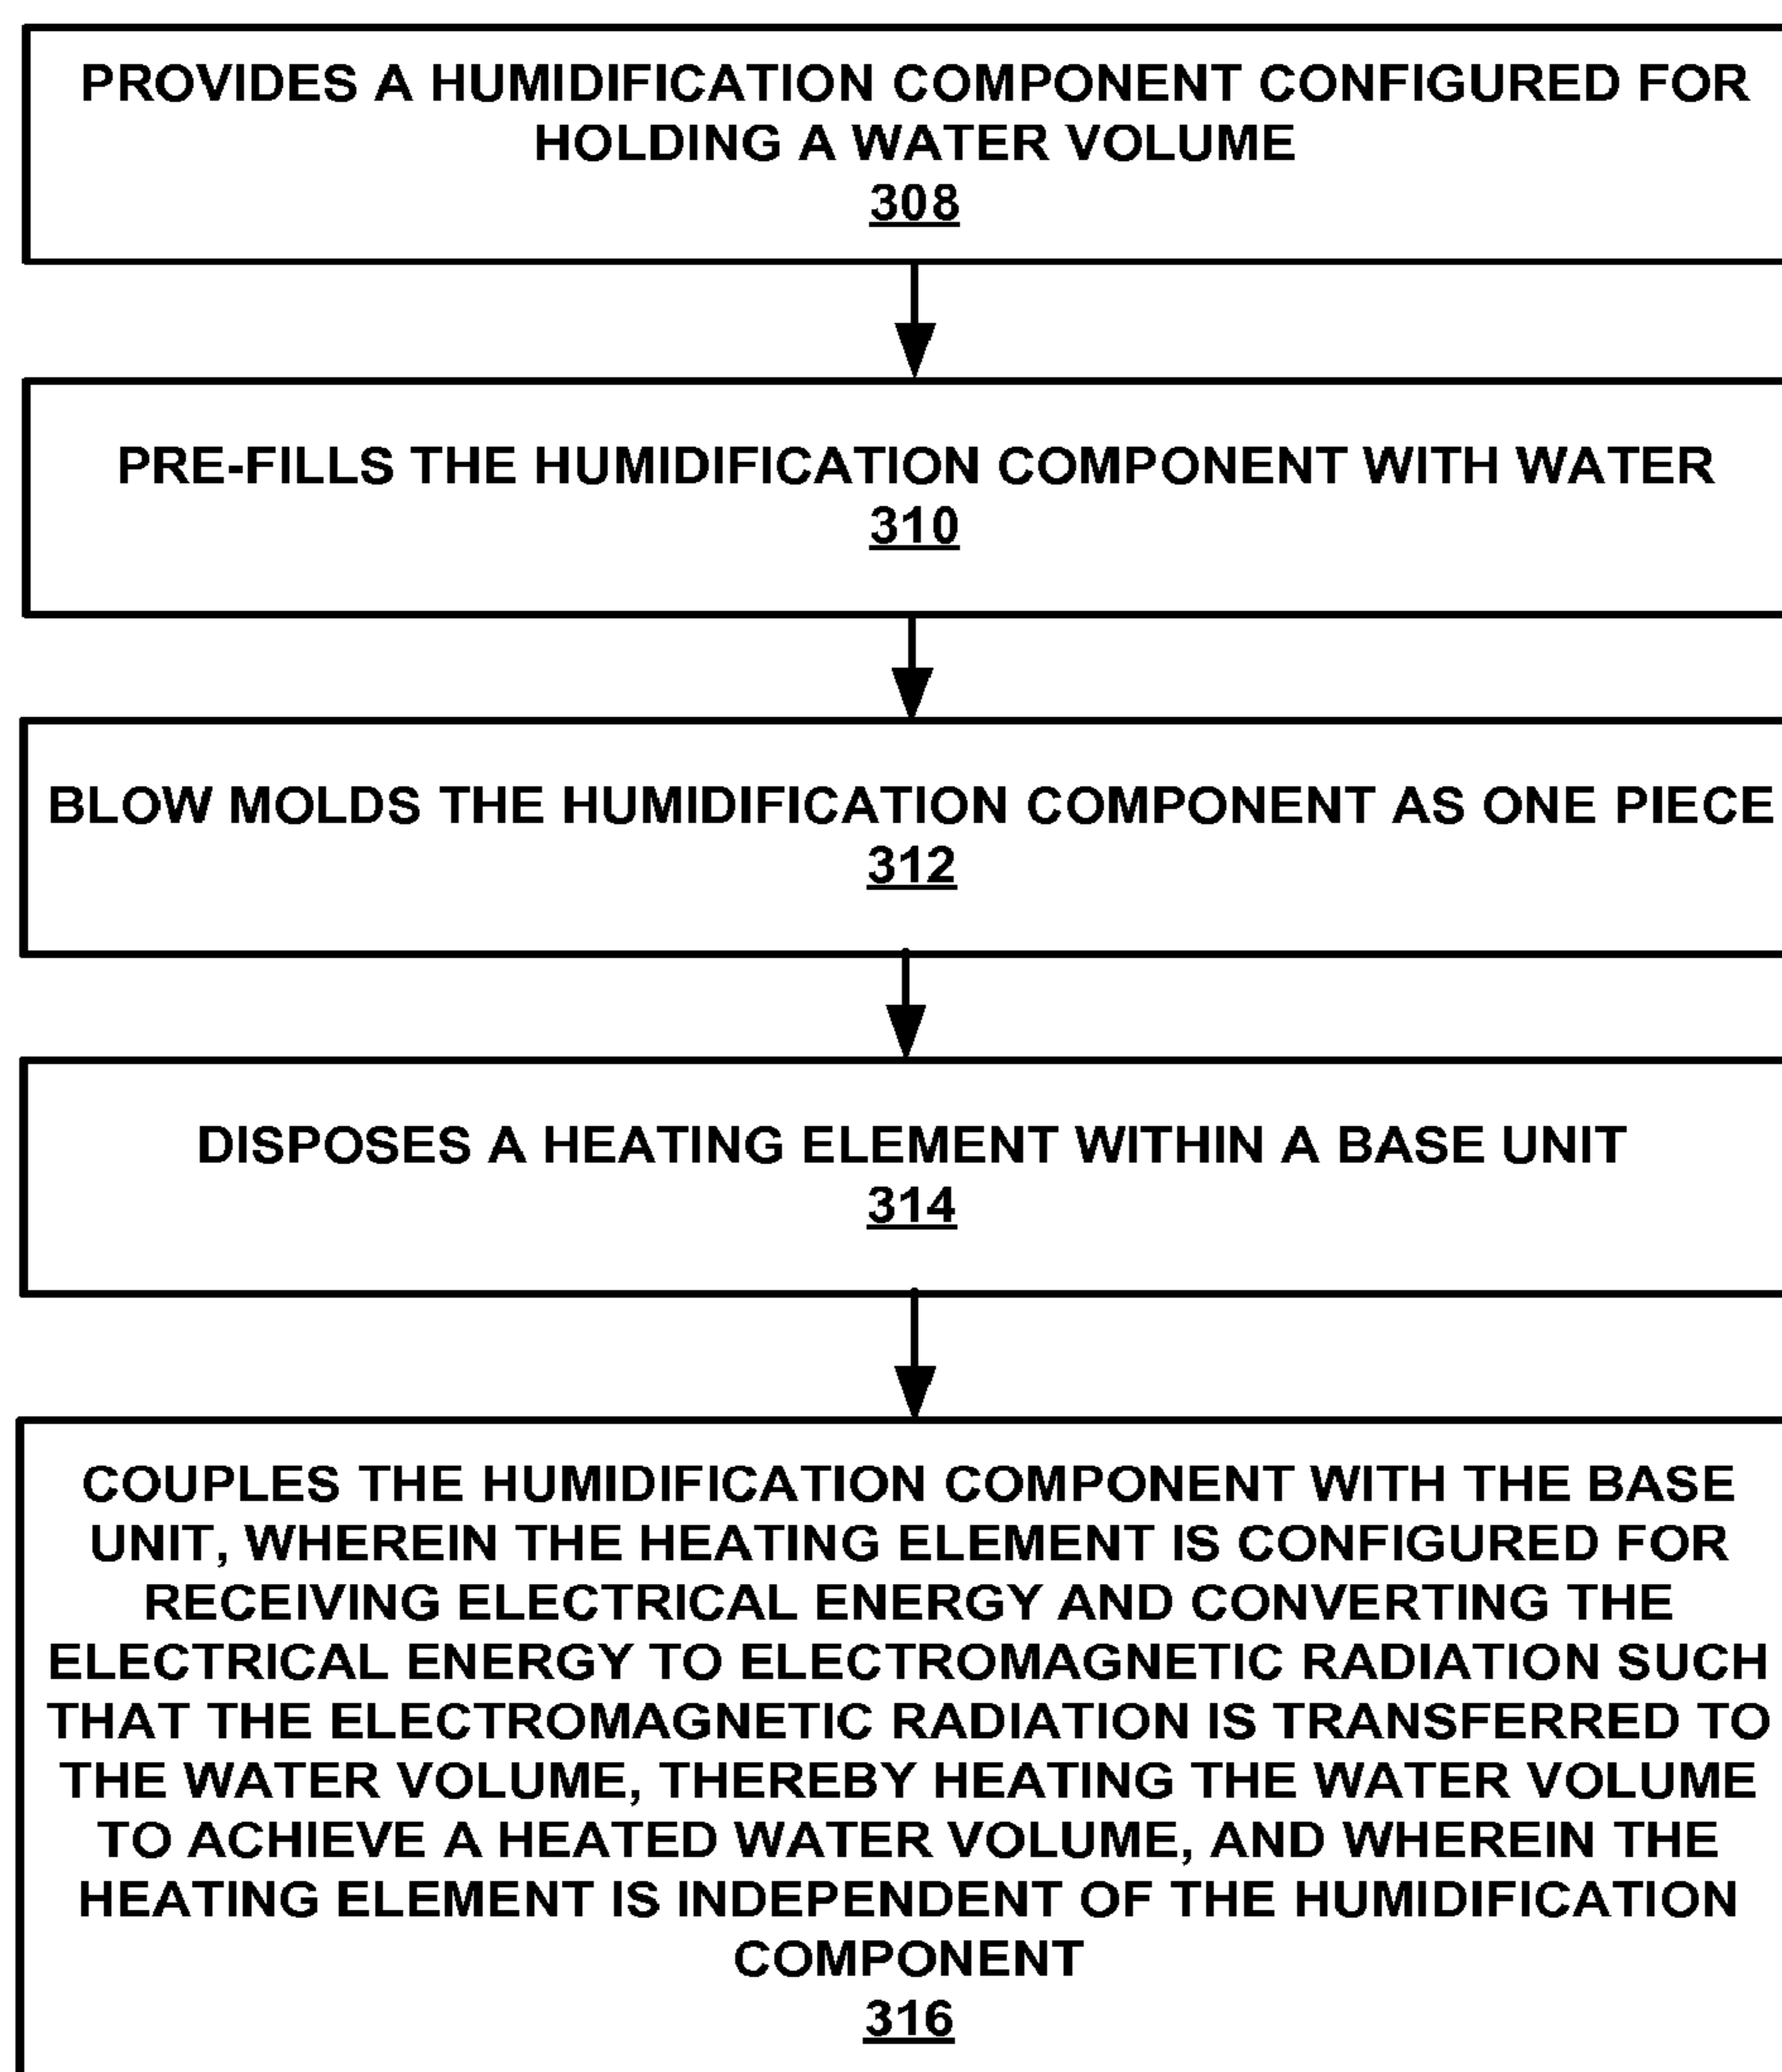 PROVIDES A HUMIDIFICATION COMPONENT CONFIGURED FOR
HOLDING A WATER VOLUME
308
PRE-FILLS THE HUMIDIFICATION COMPONENT WITH WATER
310
BLOW MOLDS THE HUMIDIFICATION COMPONENT AS ONE PIECE
312
DISPOSES A HEATING ELEMENT WITHIN A BASE UNIT
314
COUPLES THE HUMIDIFICATION COMPONENT WITH THE BASE
UNIT, WHEREIN THE HEATING ELEMENT IS CONFIGURED FOR
RECEIVING ELECTRICAL ENERGY AND CONVERTING THE
ELECTRICAL ENERGY TO ELECTROMAGNETIC RADIATION SUCH
THAT THE ELECTROMAGNETIC RADIATION IS TRANSFERRED TO
THE WATER VOLUME, THEREBY HEATING THE WATER VOLUME
TO ACHIEVE A HEATED WATER VOLUME, AND WHEREIN THE
HEATING ELEMENT IS INDEPENDENT OF THE HUMIDIFICATION
COMPONENT
316